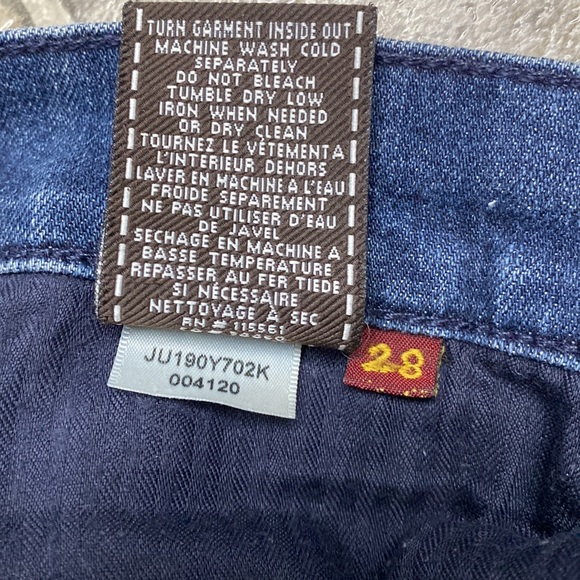 TURN GARMENT INSIDE OUT
MACHINE WASH COLD
SEPARATELY
DO NOT BLEACH
TUMBLE DRY LOW
IRON WHEN NEEDED
OR DRY CLEAN
TOURNEZ LE VÊTEMENT A
L'INTERIEUR DEHORS
LAVER EN MACHINE A L'EAU
FROIDE SEPAREMENT
NE PAS UTILISER D'EAU
DE JAVEL
SECHAGE EN MACHINE A
BASSE TEMPERATURE
REPASSER AU FER TIEDE
SI NÉCESSAIRE
NETTOYAGE À SEC
RN # 115561
JU190Y702K
004120
28